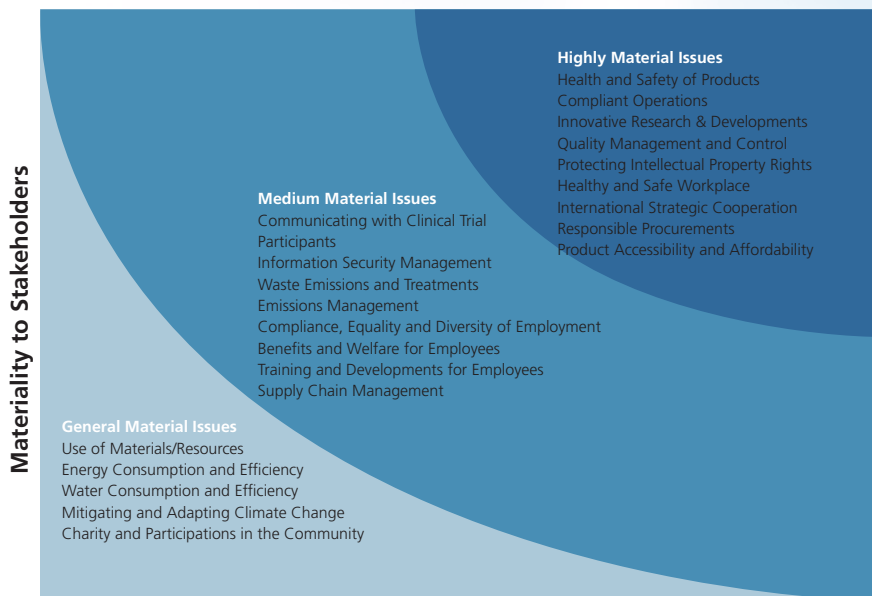 Materiality to Stakeholders
Highly Material Issues
Health and Safety of Products
Compliant Operations
Innovative Research & Developments
Quality Management and Control
Protecting Intellectual Property Rights
Healthy and Safe Workplace
International Strategic Cooperation
Responsible Procurements
Product Accessibility and Affordability
Medium Material Issues
Communicating with Clinical Trial
Participants
Information Security Management
Waste Emissions and Treatments
Emissions Management
Compliance, Equality and Diversity of Employment
Benefits and Welfare for Employees
Training and Developments for Employees
Supply Chain Management
General Material Issues
Use of Materials/Resources
Energy Consumption and Efficiency
Water Consumption and Efficiency
Mitigating and Adapting Climate Change
Charity and Participations in the Community